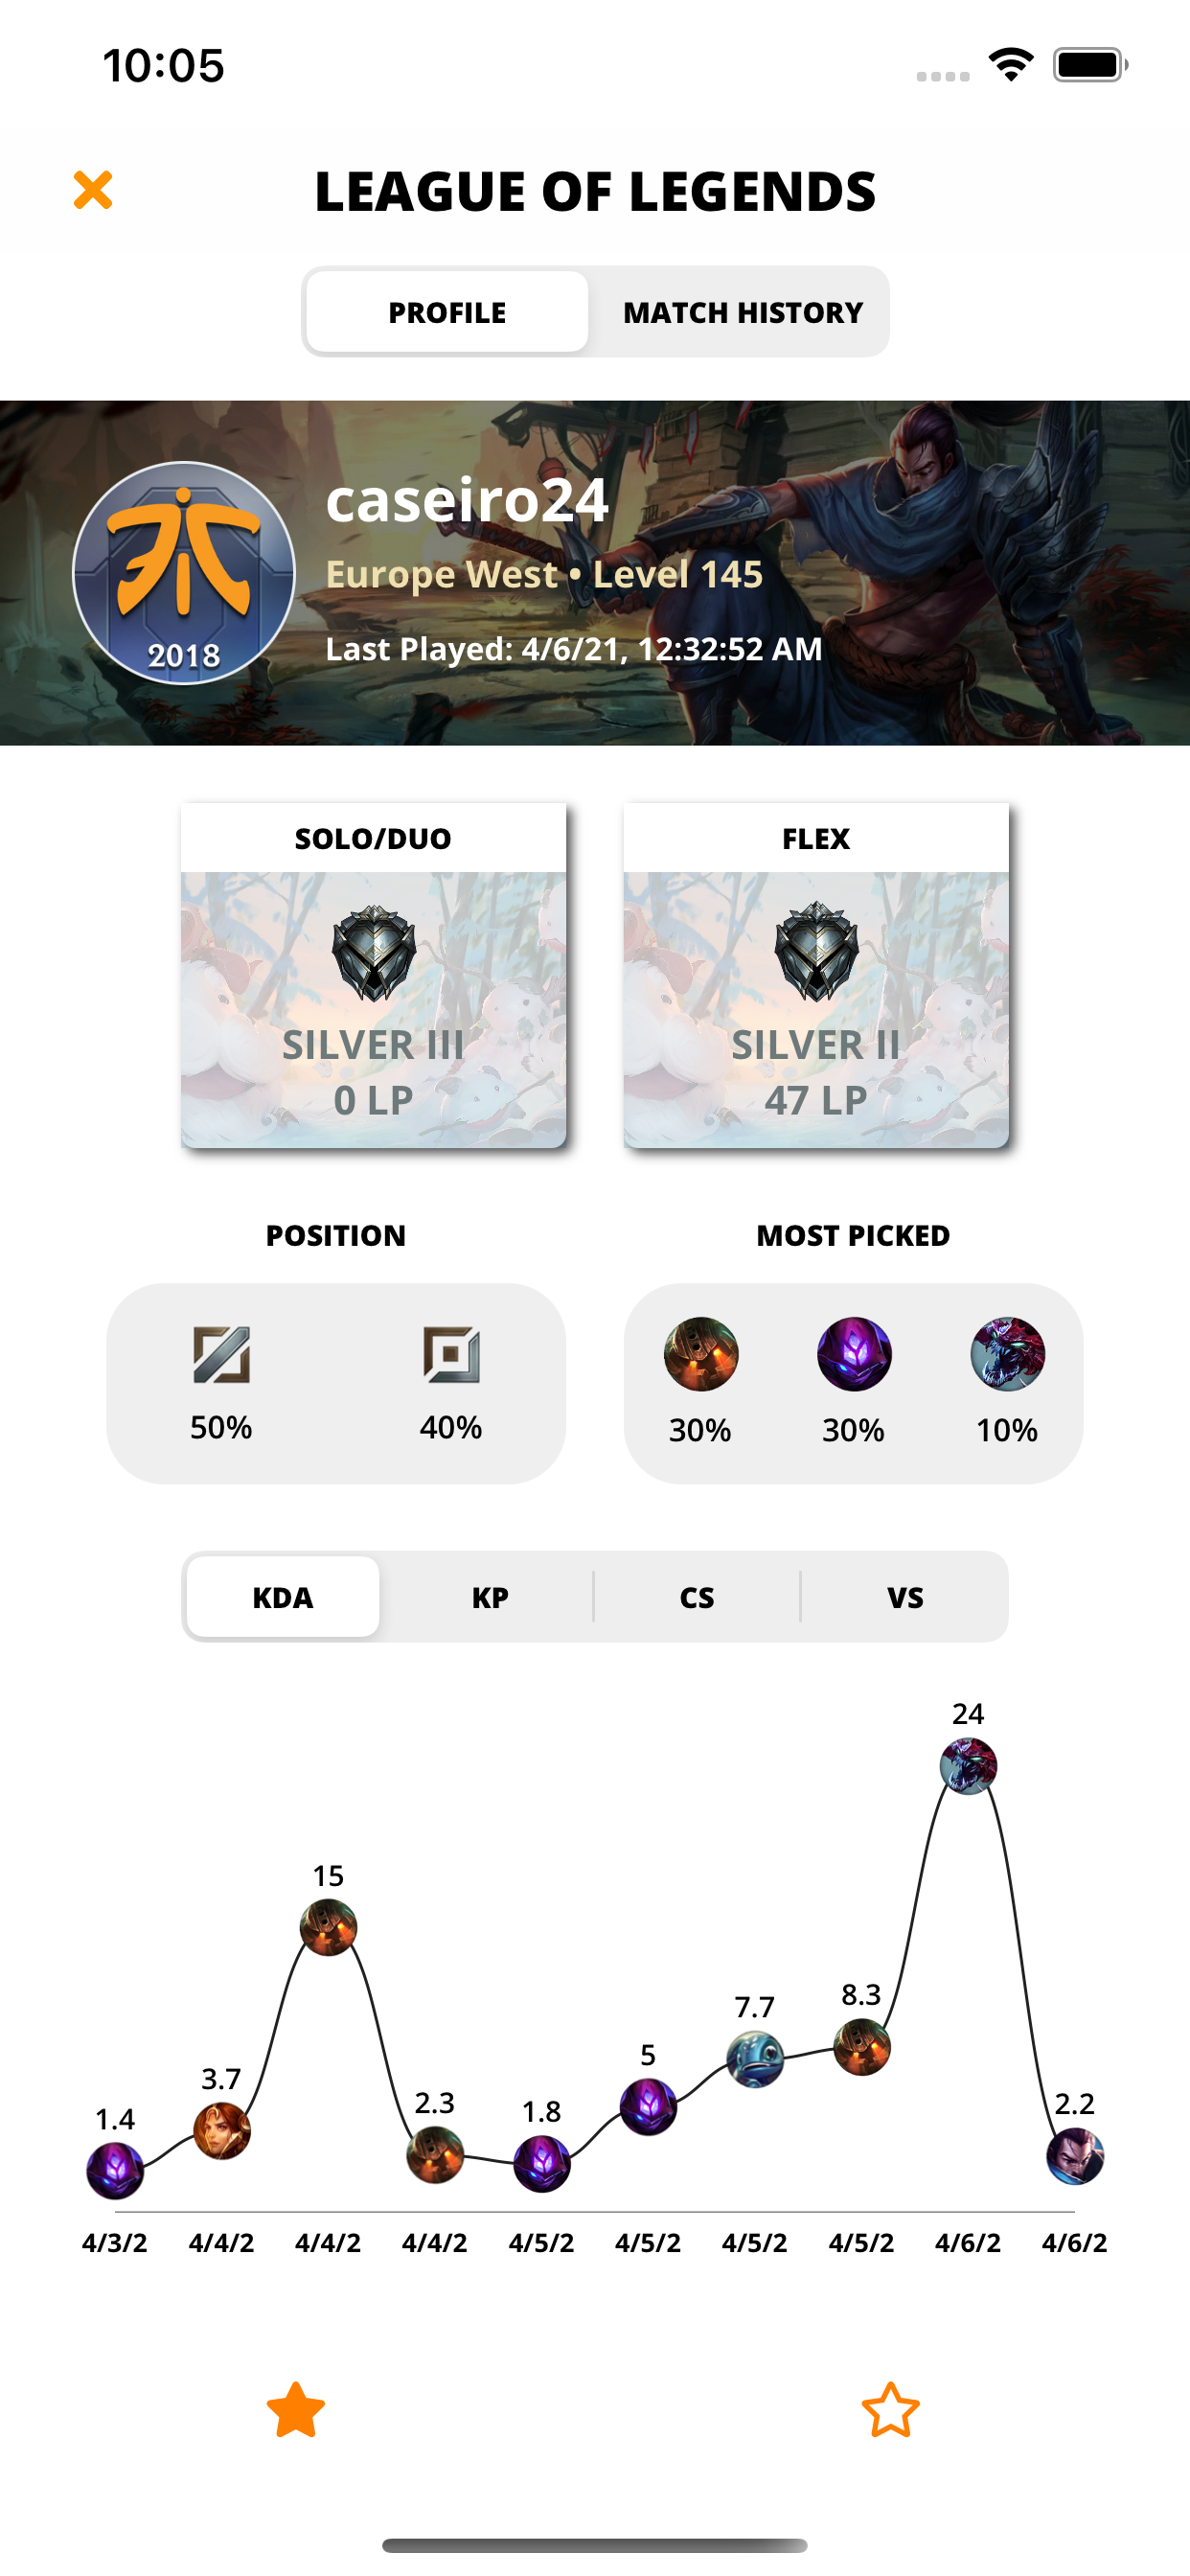 10:05
LEAGUE OF LEGENDS
PROFILE MATCH HISTORY
caseiro24
Europe West • Level 145
Last Played: 4/6/21, 12:32:52 AM
2018
SOLO/DUO
SILVER III
0 LP
FLEX
SILVER II
47 LP
POSITION
50% 40%
MOST PICKED
30% 30% 10%
KDA KP CS VS
1.4 3.7 15 2.3 1.8 5 7.7 8.3 24 2.2
4/3/2 4/4/2 4/4/2 4/4/2 4/5/2 4/5/2 4/5/2 4/5/2 4/6/2 4/6/2